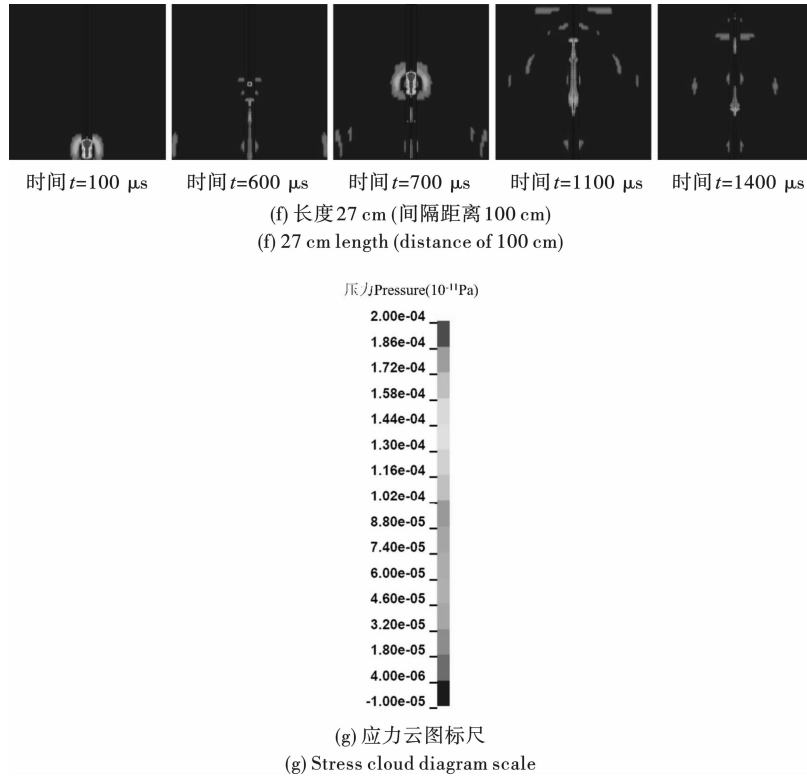 时间t=100 μs 时间t=600 μs 时间t=700 μs 时间t=1100 μs 时间t=1400 μs
(f) 长度27 cm (间隔距离100 cm)
(f) 27 cm length (distance of 100 cm)
压力Pressure(10⁻¹¹Pa)
2.00e-04
1.86e-04
1.72e-04
1.58e-04
1.44e-04
1.30e-04
1.16e-04
1.02e-04
8.80e-05
7.40e-05
6.00e-05
4.60e-05
3.20e-05
1.80e-05
4.00e-06
-1.00e-05
(g) 应力云图标尺
(g) Stress cloud diagram scale